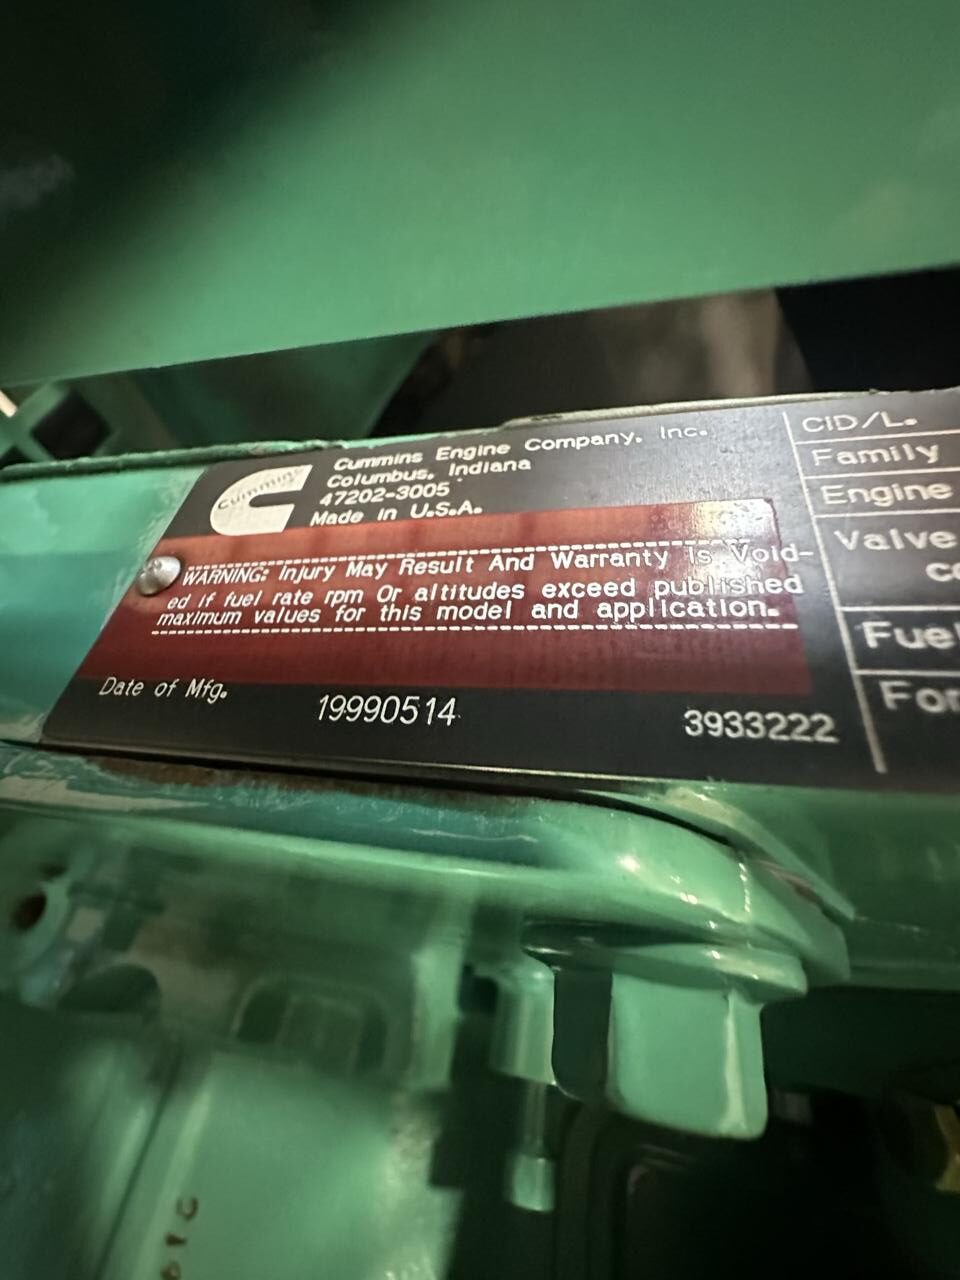 Cummins
Cummins Engine Company, Inc.
Columbus, Indiana
47202-3005
Made in U.S.A.
WARNING: Injury May Result And Warranty Is Void-
ed if fuel rate rpm Or altitudes exceed published
maximum values for this model and application.
Date of Mfg.
19990514
3933222
CID/L.
Family
Engine
Valve
Fuel